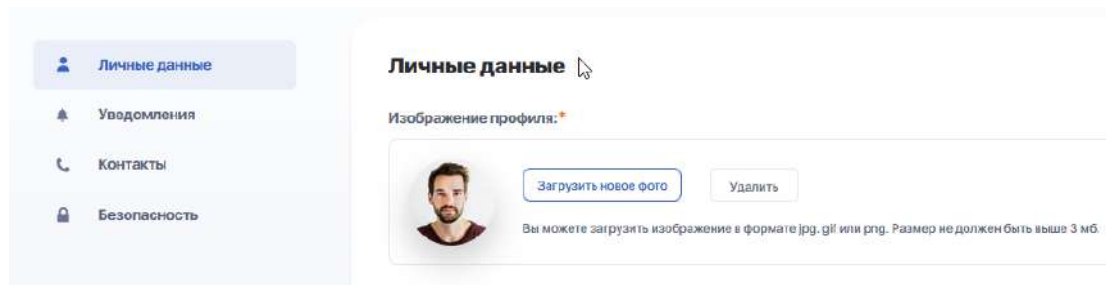 Личные данные
Уведомления
Контакты
Безопасность
Личные данные
Изображение профиля:*
Загрузить новое фото
Удалить
Вы можете загрузить изображение в формате jpg. gif или png. Размер не должен быть выше 3 мб.